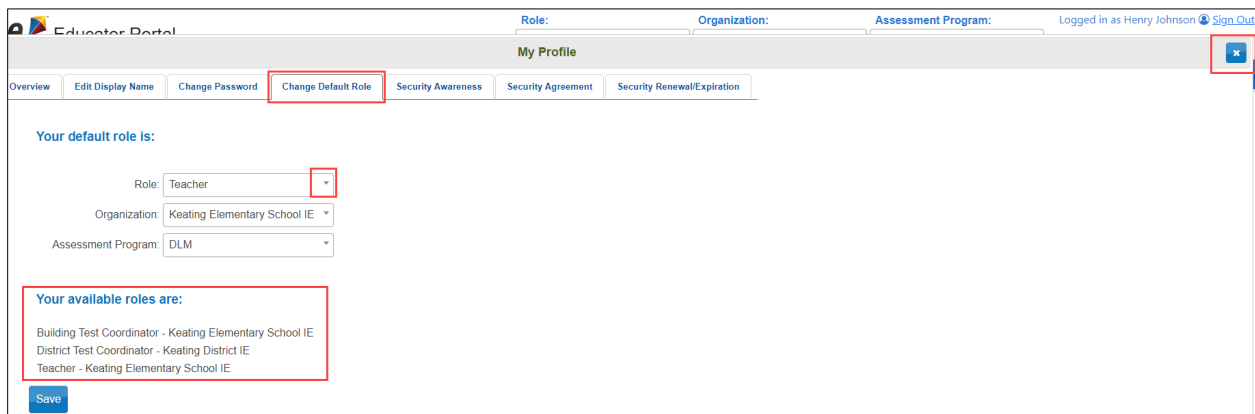 Role: Organization: Assessment Program: Logged in as Henry Johnson Sign Out
e Educator Portal
My Profile
Overview Edit Display Name Change Password Change Default Role Security Awareness Security Agreement Security Renewal/Expiration
Your default role is:
Role: Teacher
Organization: Keating Elementary School IE
Assessment Program: DLM
Your available roles are:
Building Test Coordinator - Keating Elementary School IE
District Test Coordinator - Keating District IE
Teacher - Keating Elementary School IE
Save